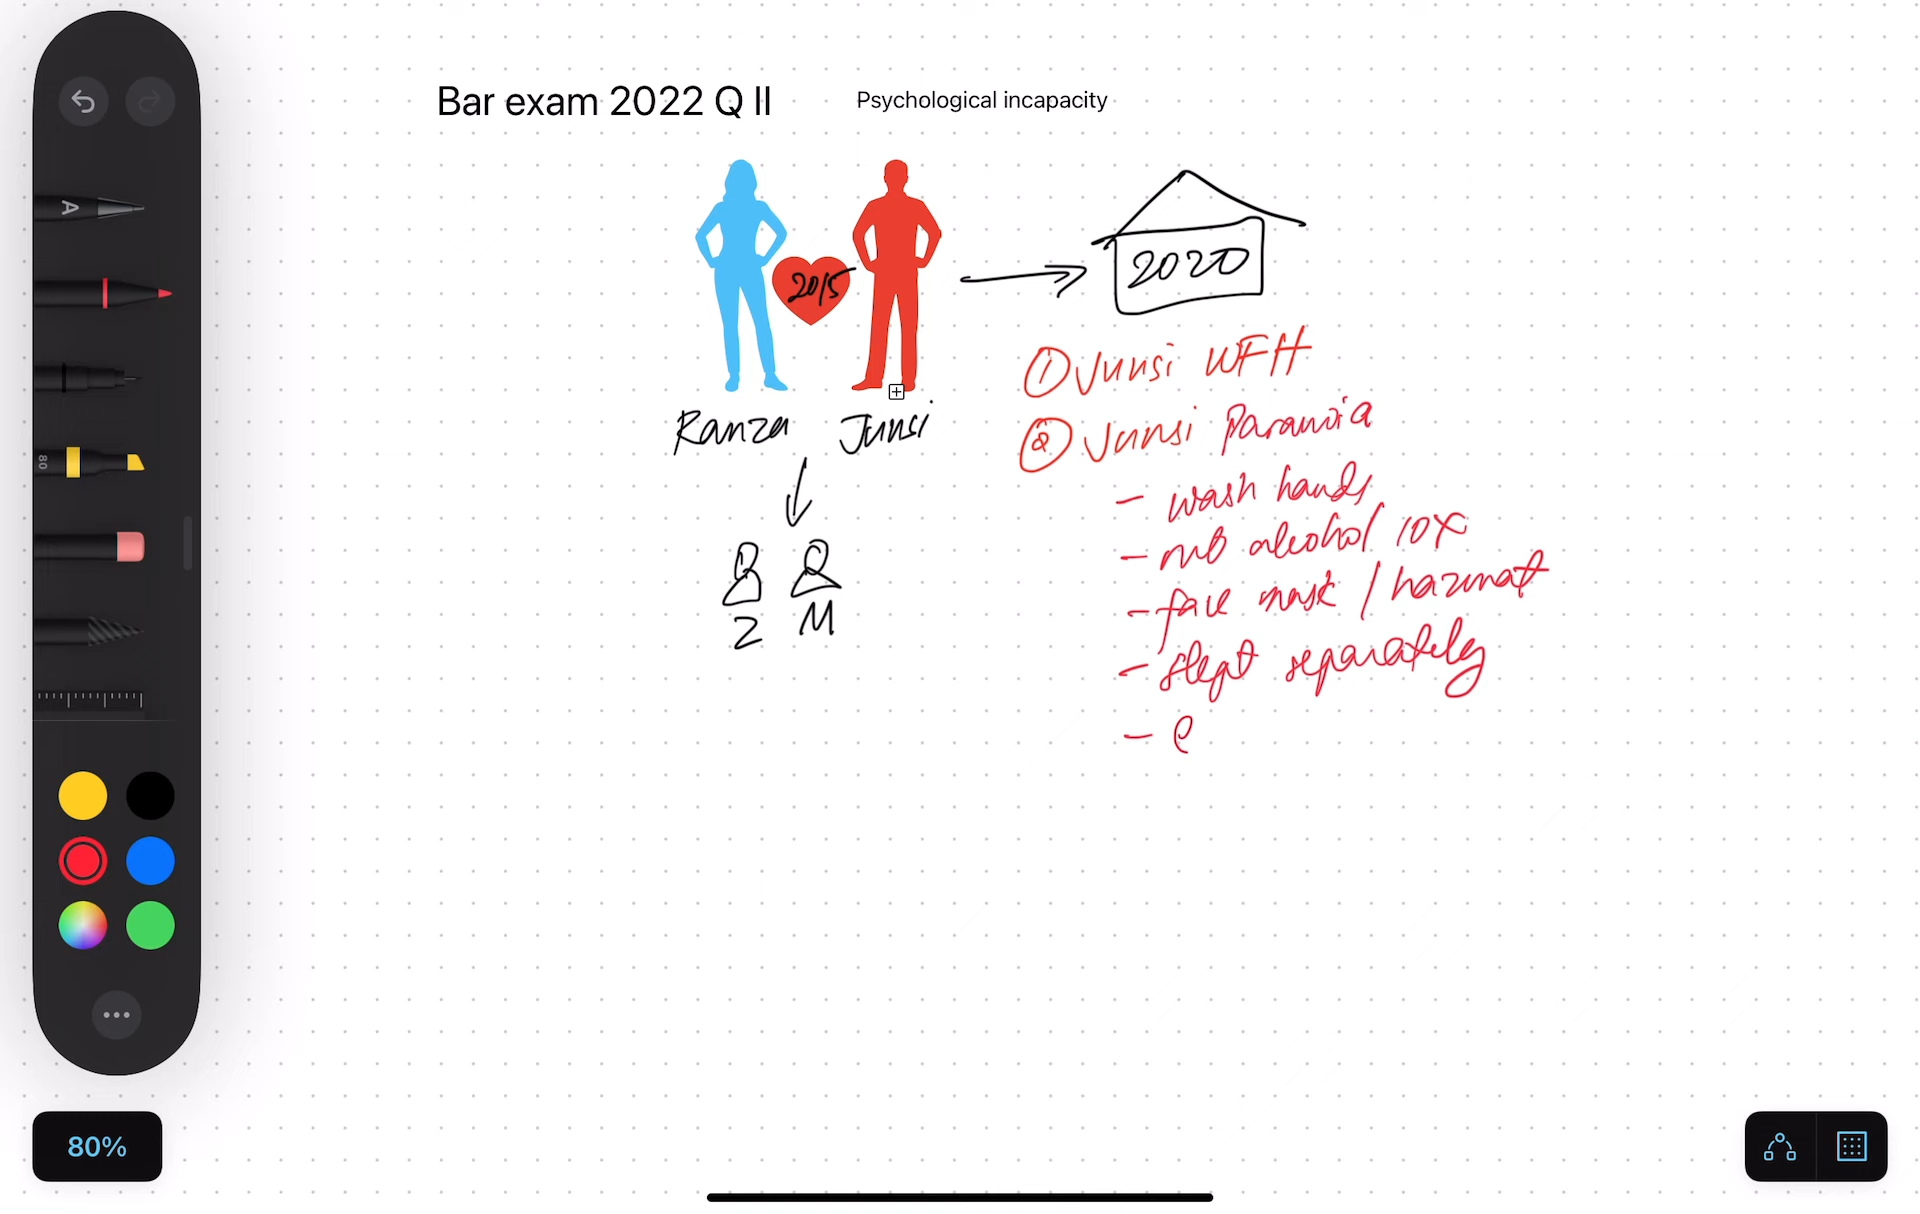 Bar exam 2022 Q II
Psychological incapacity
2015
2020
Ranza Junsi
Z M
① Junsi WFH
② Junsi Paranoia
- wash hands
- rub alcohol 10x
- face mask / hazmat
- slept separately
- e
A
80
80%